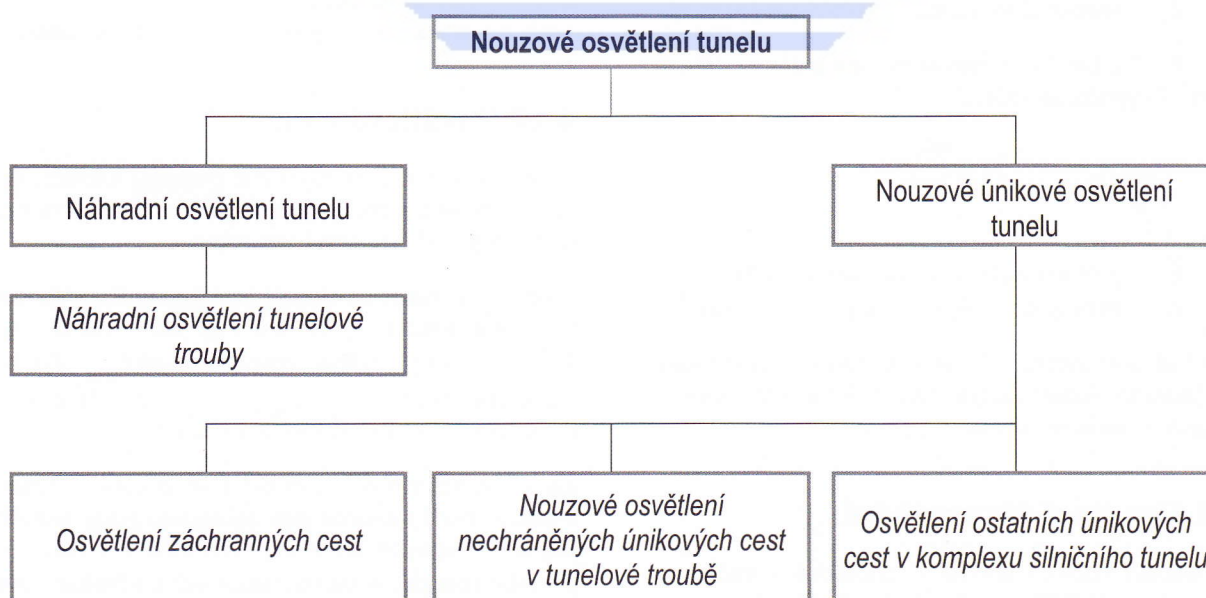 Nouzové osvětlení tunelu
Náhradní osvětlení tunelu
Nouzové únikové osvětlení
tunelu
Náhradní osvětlení tunelové
trouby
Osvětlení záchranných cest
Nouzové osvětlení
nechráněných únikových cest
v tunelové troubě
Osvětlení ostatních únikových
cest v komplexu silničního tunelu